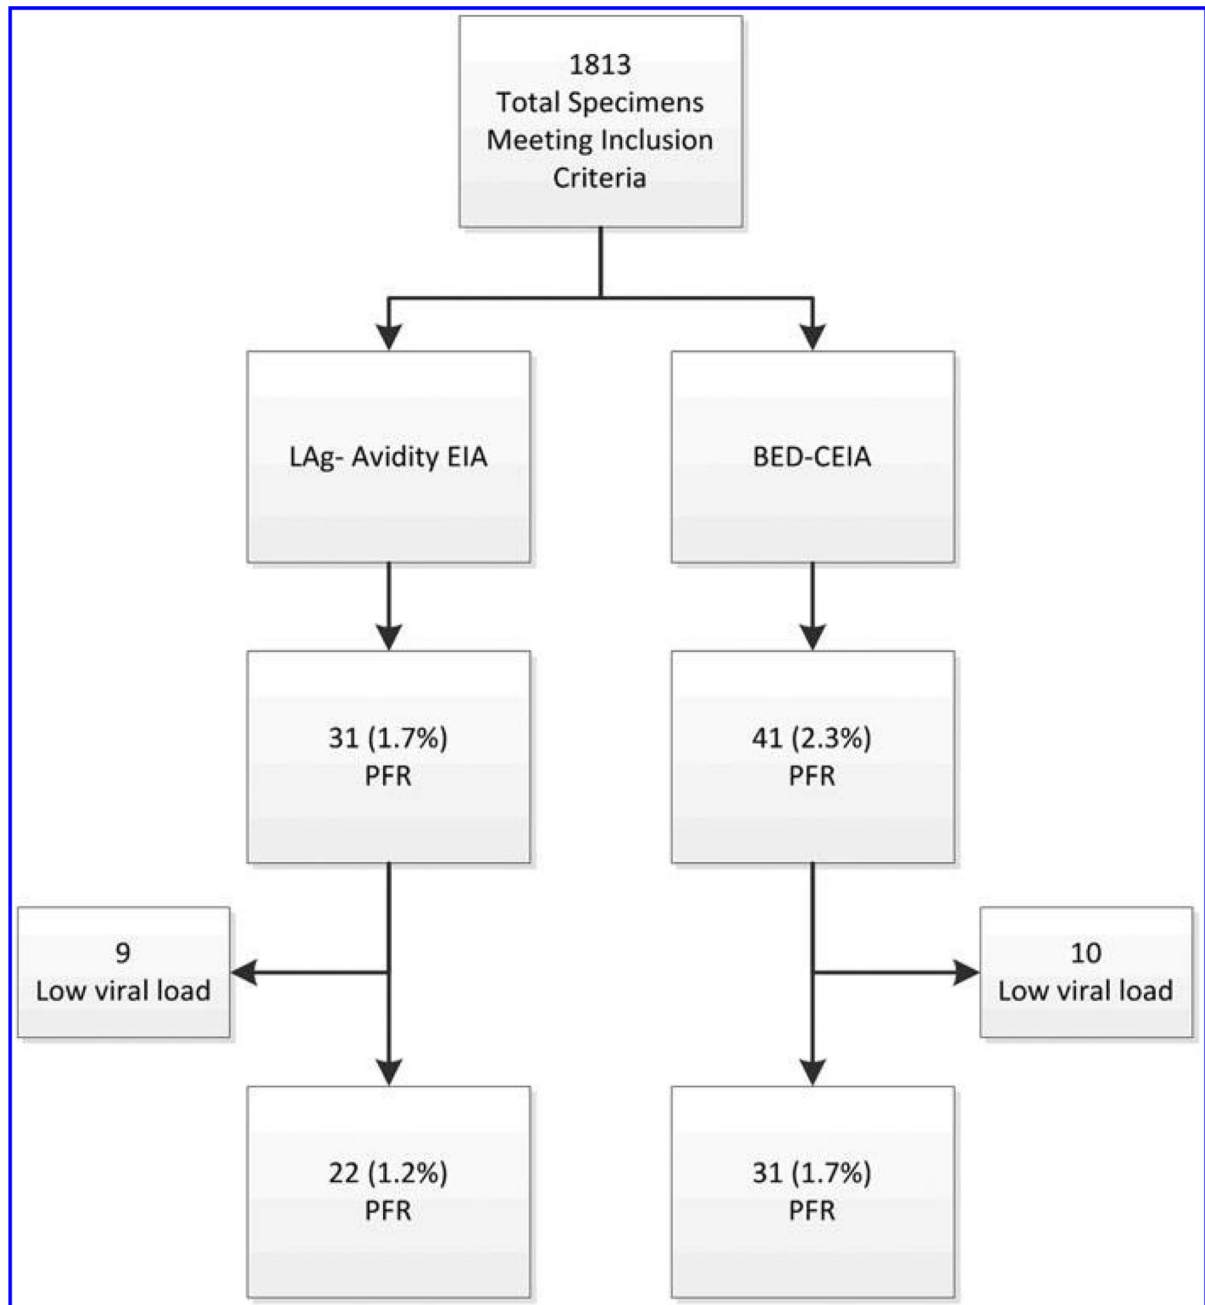 1813
Total Specimens
Meeting Inclusion
Criteria
LAg- Avidity EIA
BED-CEIA
31 (1.7%)
PFR
41 (2.3%)
PFR
9
Low viral load
10
Low viral load
22 (1.2%)
PFR
31 (1.7%)
PFR